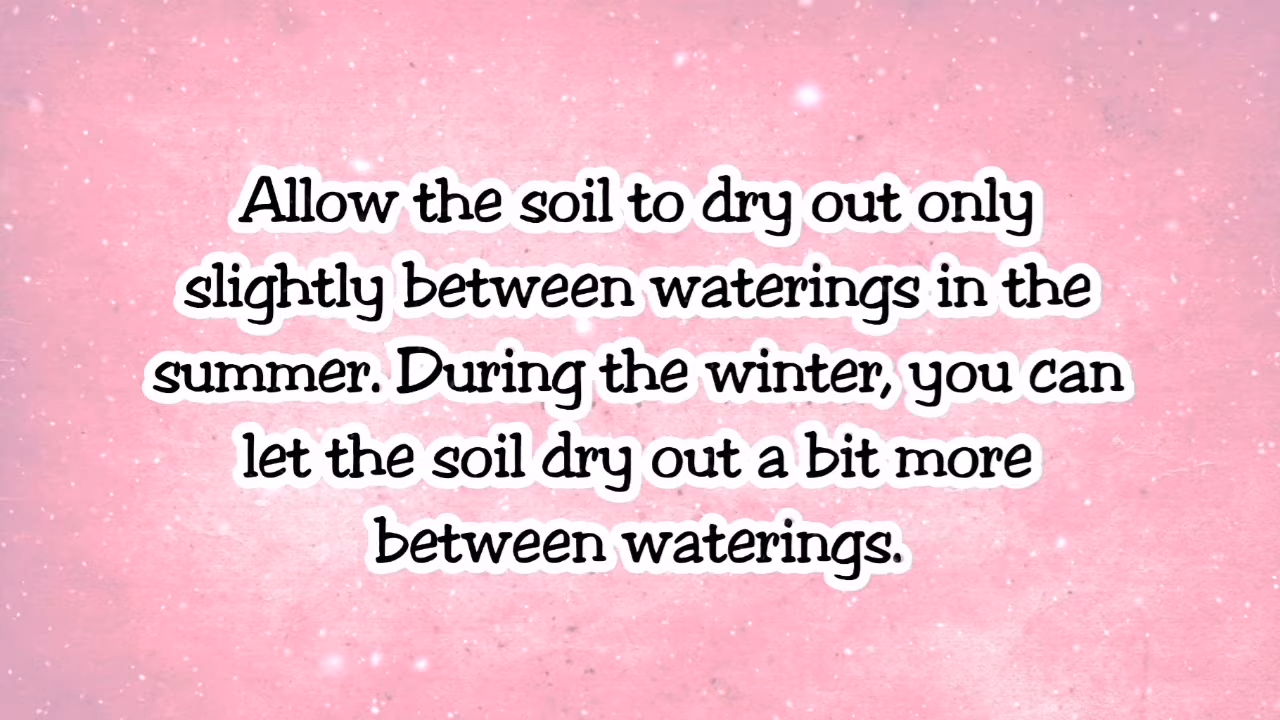 Allow the soil to dry out only
slightly between waterings in the
summer. During the winter, you can
let the soil dry out a bit more
between waterings.